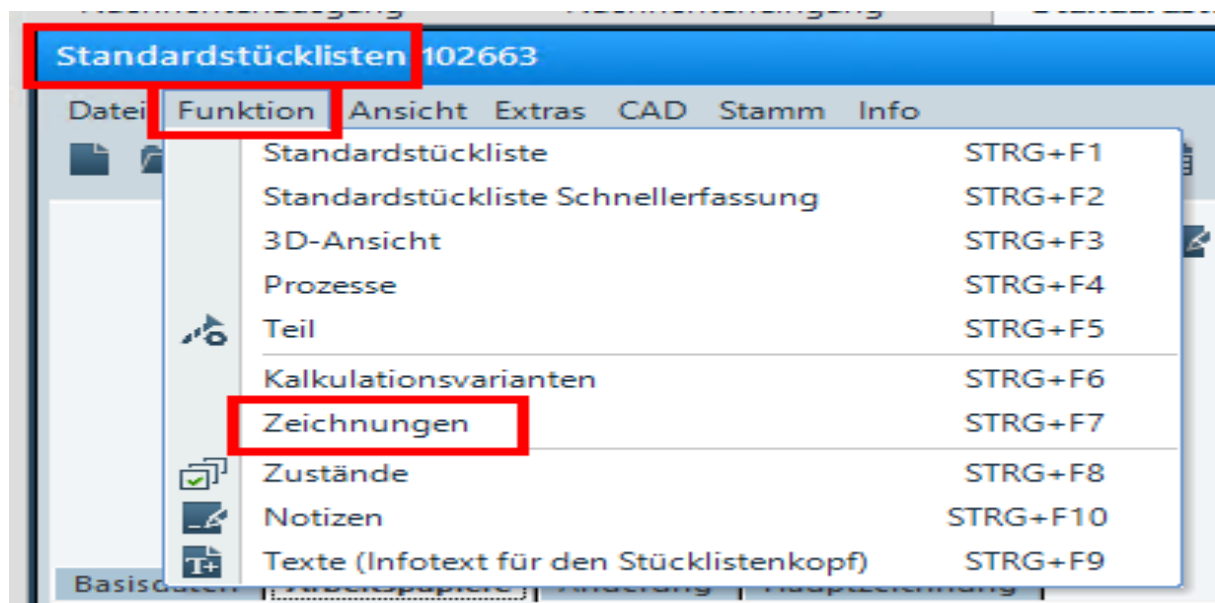 Standardstücklisten 102663
Datei Funktion Ansicht Extras CAD Stamm Info
Standardstückliste STRG+F1
Standardstückliste Schnellerfassung STRG+F2
3D-Ansicht STRG+F3
Prozesse STRG+F4
Teil STRG+F5
Kalkulationsvarianten STRG+F6
Zeichnungen STRG+F7
Zustände STRG+F8
Notizen STRG+F10
Texte (Infotext für den Stücklistenkopf) STRG+F9